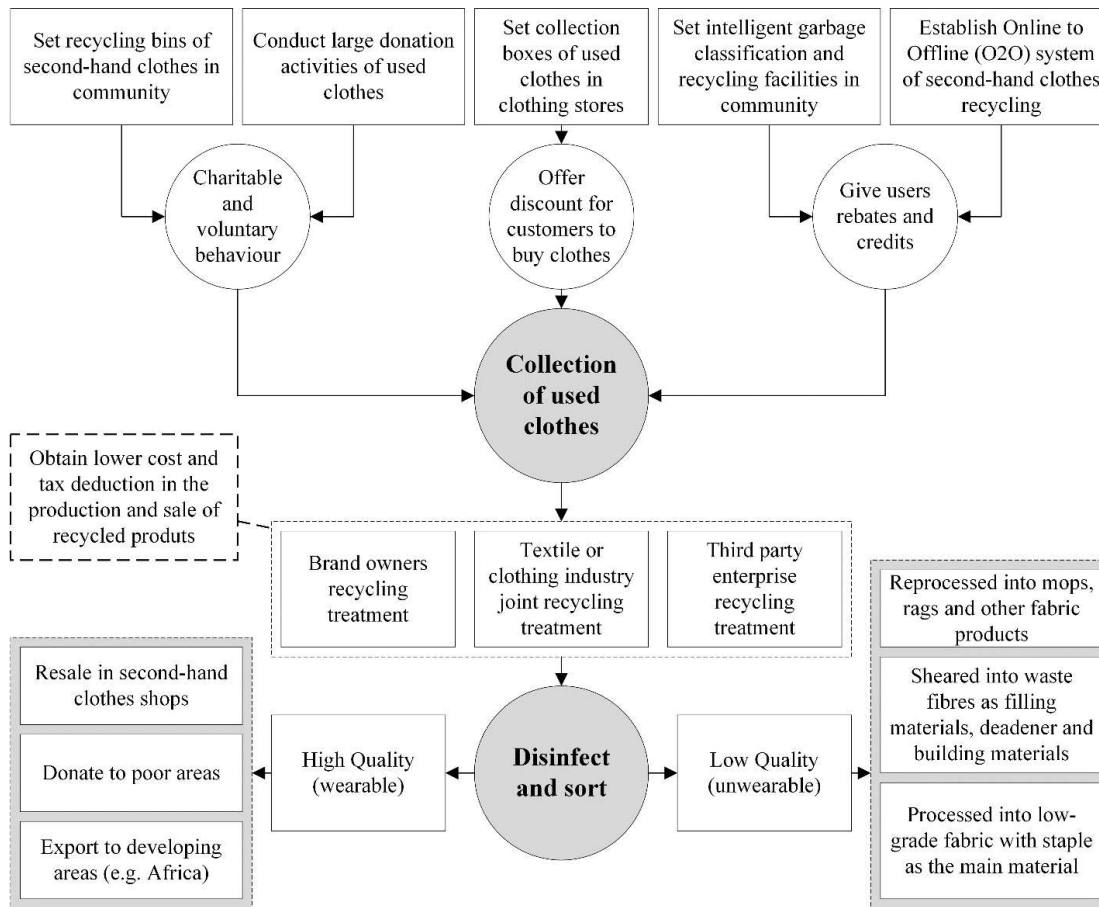 Set recycling bins of
second-hand clothes in
community
Conduct large donation
activities of used
clothes
Set collection
boxes of used
clothes in
clothing stores
Set intelligent garbage
classification and
recycling facilities in
community
Establish Online to
Offline (O2O) system
of second-hand clothes
recycling
Charitable
and
voluntary
behaviour
Offer
discount for
customers to
buy clothes
Give users
rebates and
credits
Collection
of used
clothes
Obtain lower cost and
tax deduction in the
production and sale of
recycled produts
Brand owners
recycling
treatment
Textile or
clothing industry
joint recycling
treatment
Third party
enterprise
recycling
treatment
Disinfect
and sort
High Quality
(wearable)
Low Quality
(unwearable)
Resale in second-hand
clothes shops
Donate to poor areas
Export to developing
areas (e.g. Africa)
Reprocessed into mops,
rags and other fabric
products
Sheared into waste
fibres as filling
materials, deadener and
building materials
Processed into low-
grade fabric with staple
as the main material